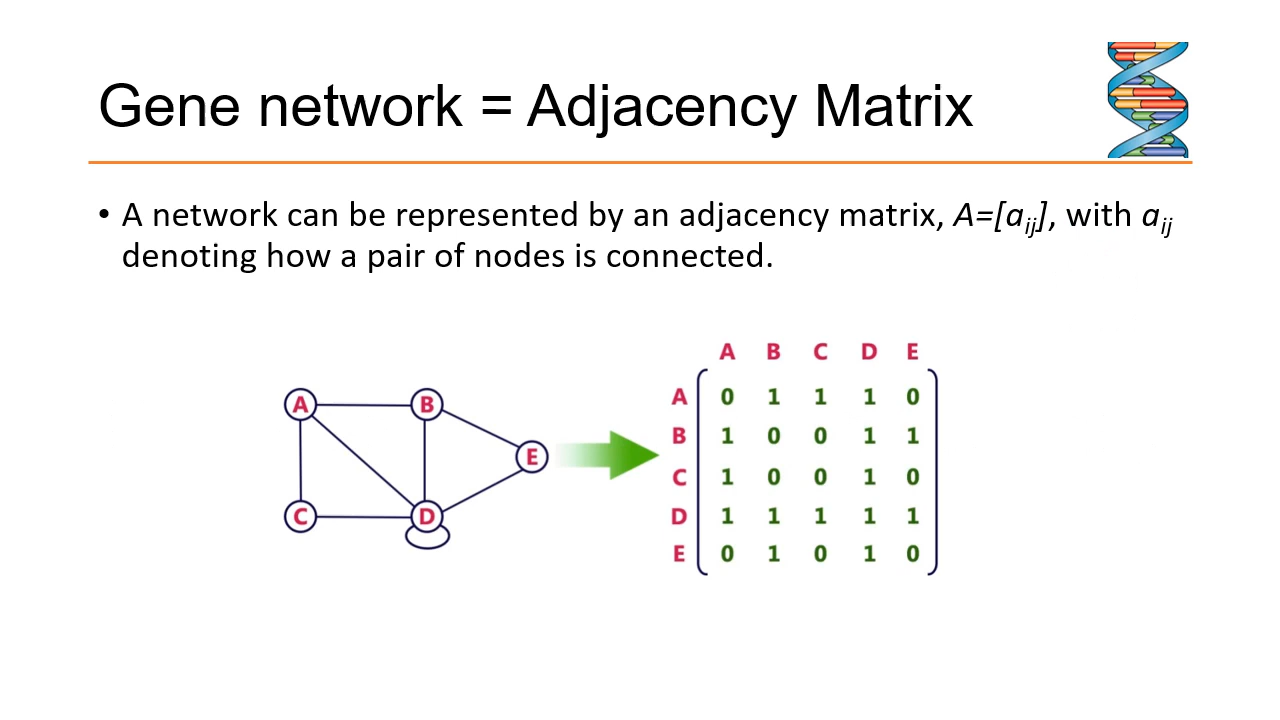 Gene network = Adjacency Matrix
• A network can be represented by an adjacency matrix, A=[aij], with aij
denoting how a pair of nodes is connected.
A B C D E
A 0 1 1 1 0
B 1 0 0 1 1
C 1 0 0 1 0
D 1 1 1 1 1
E 0 1 0 1 0
A B
E
C D